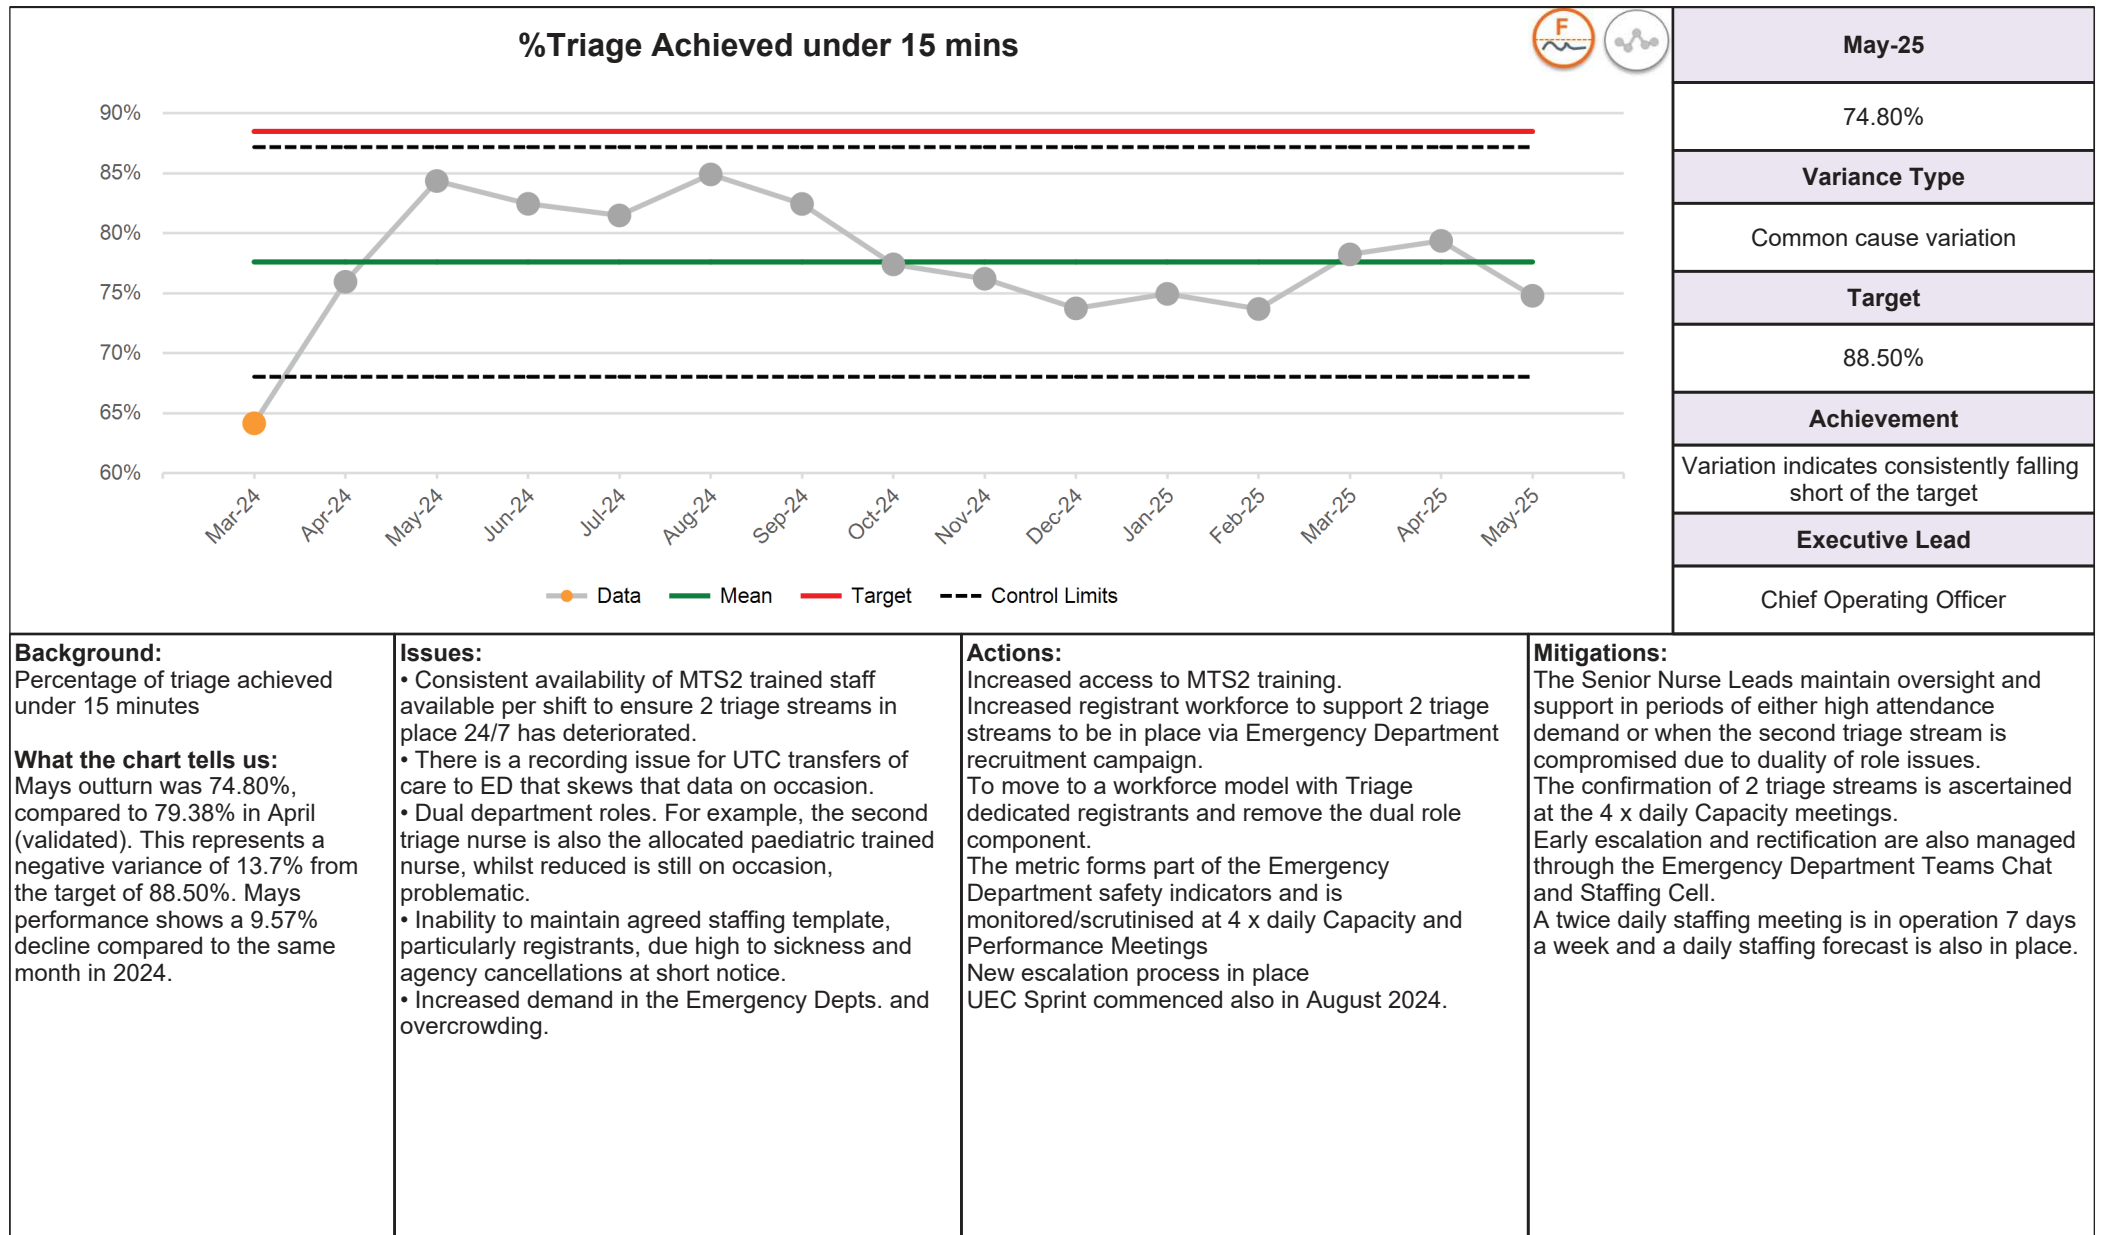 %Triage Achieved under 15 mins
F
90%
85%
80%
75%
70%
65%
60%
Mar-24
Apr-24
May-24
Jun-24
Jul-24
Aug-24
Sep-24
Oct-24
Nov-24
Dec-24
Jan-25
Feb-25
Mar-25
Apr-25
May-25
Data
Mean
Target
Control Limits
May-25
74.80%
Variance Type
Common cause variation
Target
88.50%
Achievement
Variation indicates consistently falling
short of the target
Executive Lead
Chief Operating Officer
Background:
Percentage of triage achieved
under 15 minutes
What the chart tells us:
Mays outturn was 74.80%,
compared to 79.38% in April
(validated). This represents a
negative variance of 13.7% from
the target of 88.50%. Mays
performance shows a 9.57%
decline compared to the same
month in 2024.
Issues:
• Consistent availability of MTS2 trained staff
available per shift to ensure 2 triage streams in
place 24/7 has deteriorated.
• There is a recording issue for UTC transfers of
care to ED that skews that data on occasion.
• Dual department roles. For example, the second
triage nurse is also the allocated paediatric trained
nurse, whilst reduced is still on occasion,
problematic.
• Inability to maintain agreed staffing template,
particularly registrants, due high to sickness and
agency cancellations at short notice.
• Increased demand in the Emergency Depts. and
overcrowding.
Actions:
Increased access to MTS2 training.
Increased registrant workforce to support 2 triage
streams to be in place via Emergency Department
recruitment campaign.
To move to a workforce model with Triage
dedicated registrants and remove the dual role
component.
The metric forms part of the Emergency
Department safety indicators and is
monitored/scrutinised at 4 x daily Capacity and
Performance Meetings
New escalation process in place
UEC Sprint commenced also in August 2024.
Mitigations:
The Senior Nurse Leads maintain oversight and
support in periods of either high attendance
demand or when the second triage stream is
compromised due to duality of role issues.
The confirmation of 2 triage streams is ascertained
at the 4 x daily Capacity meetings.
Early escalation and rectification are also managed
through the Emergency Department Teams Chat
and Staffing Cell.
A twice daily staffing meeting is in operation 7 days
a week and a daily staffing forecast is also in place.